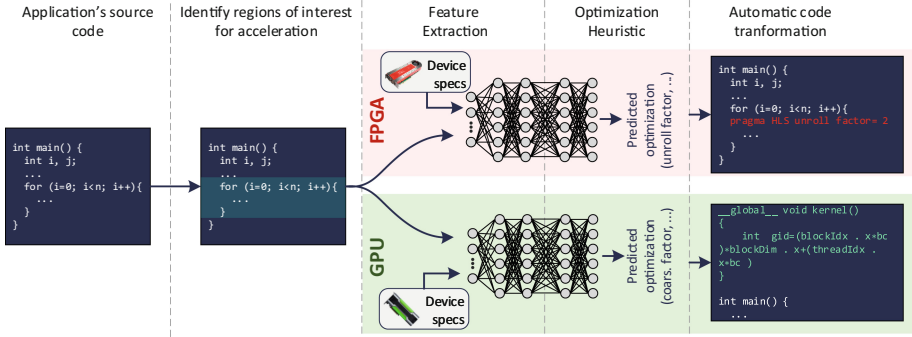 Application's source
code
Identify regions of interest
for acceleration
Feature
Extraction
Optimization
Heuristic
Automatic code
tranformation
int main() {
int i, j;
...
for (i=0; i<n; i++){
...
}
}
int main() {
int i, j;
...
for (i=0; i<n; i++){
...
}
}
FPGA
Device
specs
...
Predicted
optimization
(unroll factor, ..)
int main() {
int i, j;
...
for (i=0; i<n; i++){
pragma HLS unroll factor= 2
...
}
}
GPU
Device
specs
...
Predicted
optimization
(coars. factor, ...)
__global__ void kernel()
{
int gid=(blockIdx . x*bc
)*blockDim . x+(threadIdx .
x*bc )
}
int main() {
...